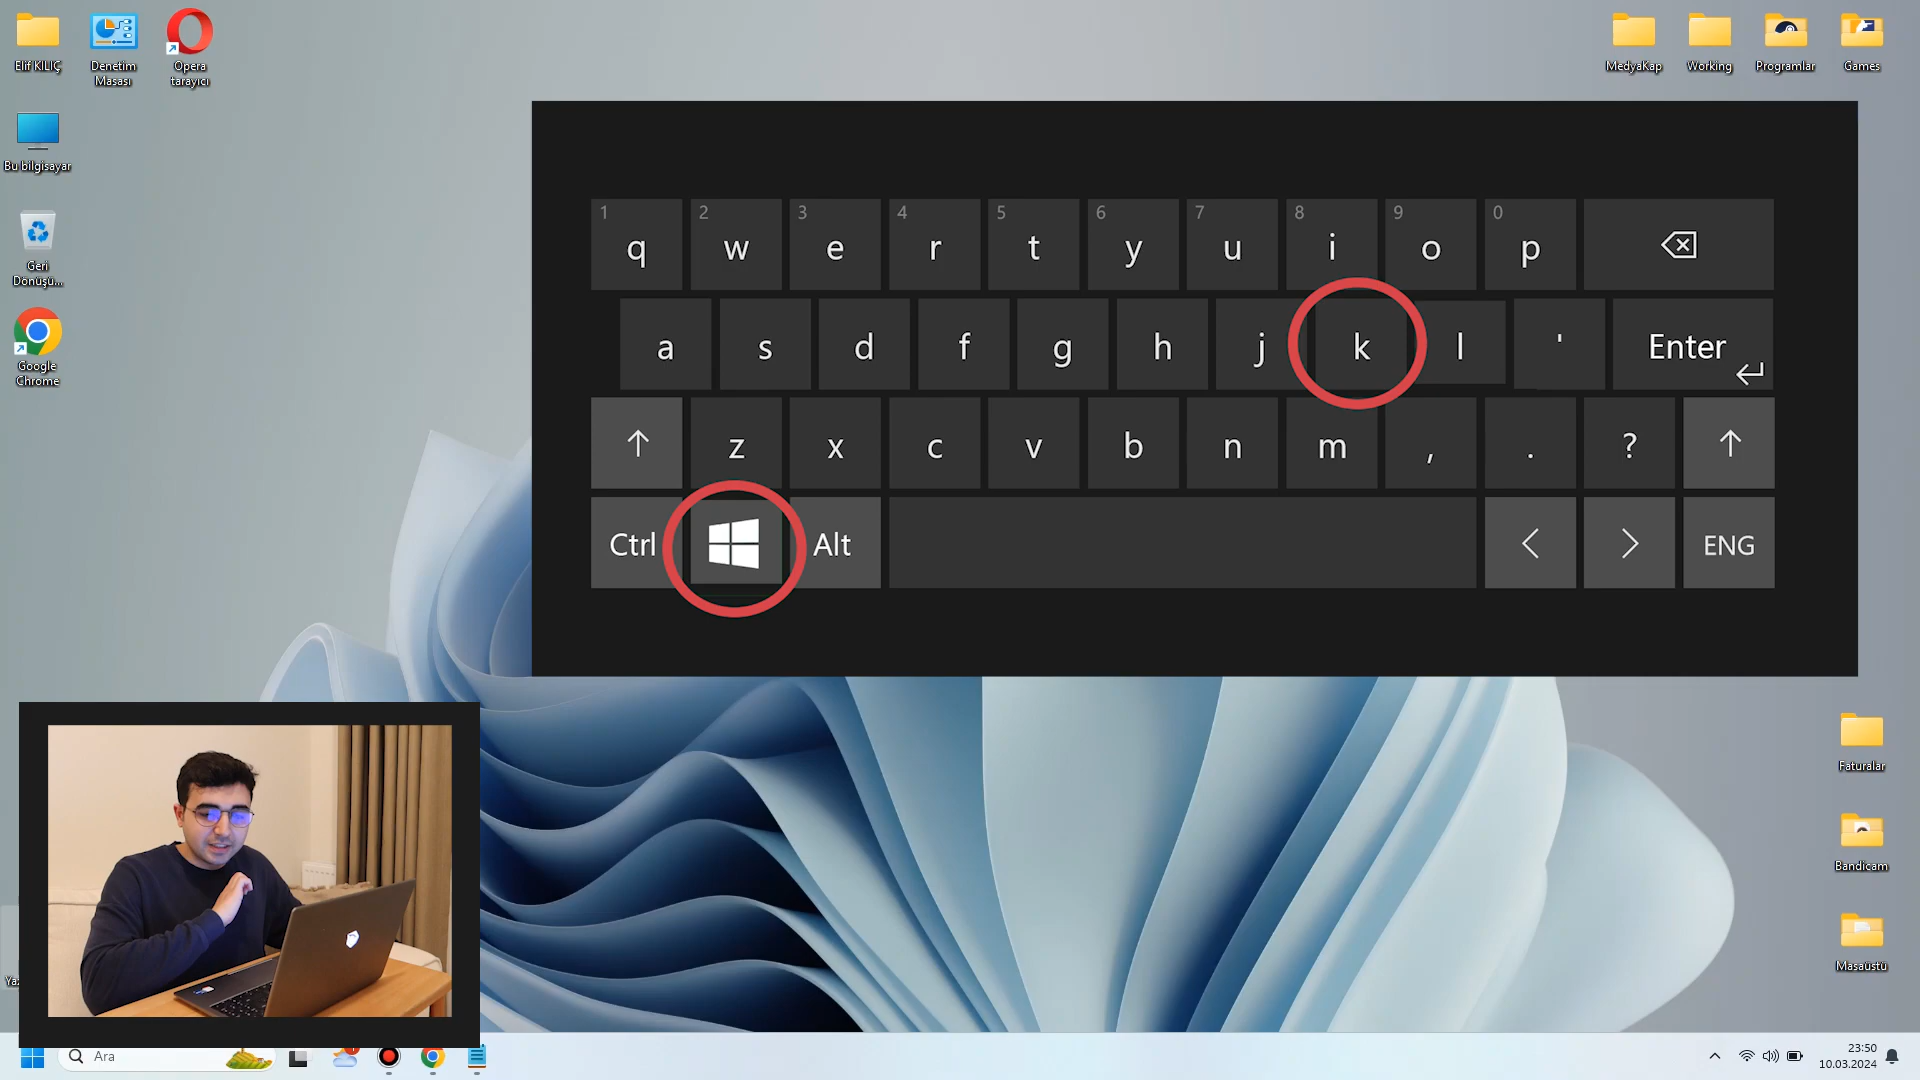 Elif KILIÇ
Denetim
Masası
Opera
tarayıcı
MedyaKap
Working
Programlar
Games
Bu bilgisayar
Geri
Dönüşü...
Google
Chrome
1 2 3 4 5 6 7 8 9 0
q w e r t y u i o p
a s d f g h j k l ' Enter
z x c v b n m , . ?
Ctrl Alt < > ENG
Faturalar
Bandicam
Masaüstü
Ara
23:50
10.03.2024